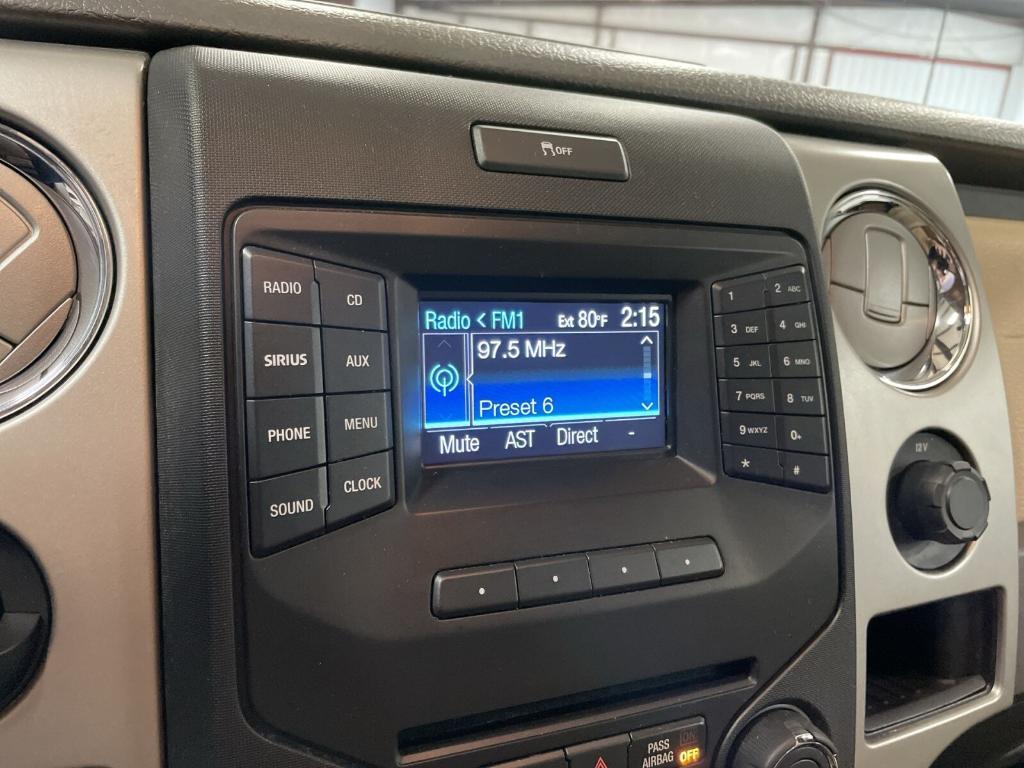 OFF
RADIO
CD
SIRIUS
AUX
PHONE
MENU
SOUND
CLOCK
Radio < FM1 Ext 80°F 2:15
97.5 MHz
Preset 6
Mute AST Direct -
1
2 ABC
3 DEF
4 GHI
5 JKL
6 MNO
7 PQRS
8 TUV
9 WXYZ
0+
*
#
12V
PASS
AIRBAG
ON
OFF